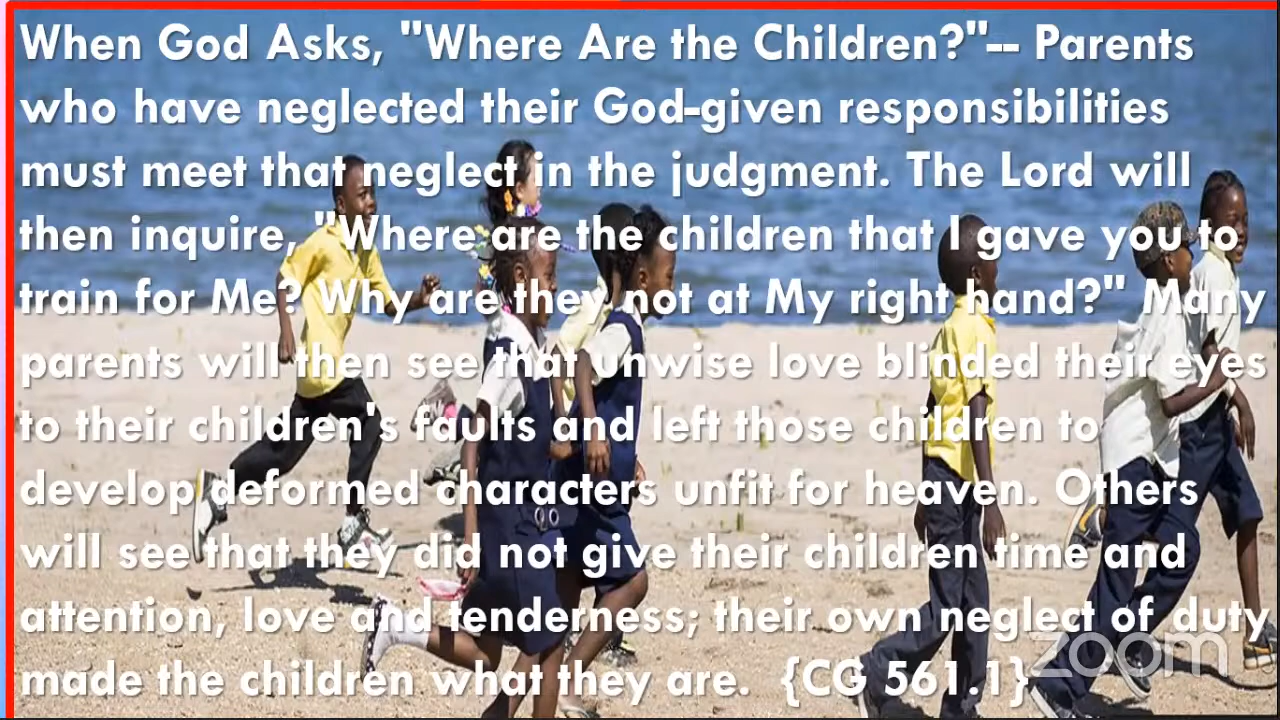 When God Asks, "Where Are the Children?"-- Parents
who have neglected their God-given responsibilities
must meet that neglect in the judgment. The Lord will
then inquire, "Where are the children that I gave you to
train for Me? Why are they not at My right hand?" Many
parents will then see that unwise love blinded their eyes
to their children's faults and left those children to
develop deformed characters unfit for heaven. Others
will see that they did not give their children time and
attention, love and tenderness; their own neglect of duty
made the children what they are.  {CG 561.1}
zoom